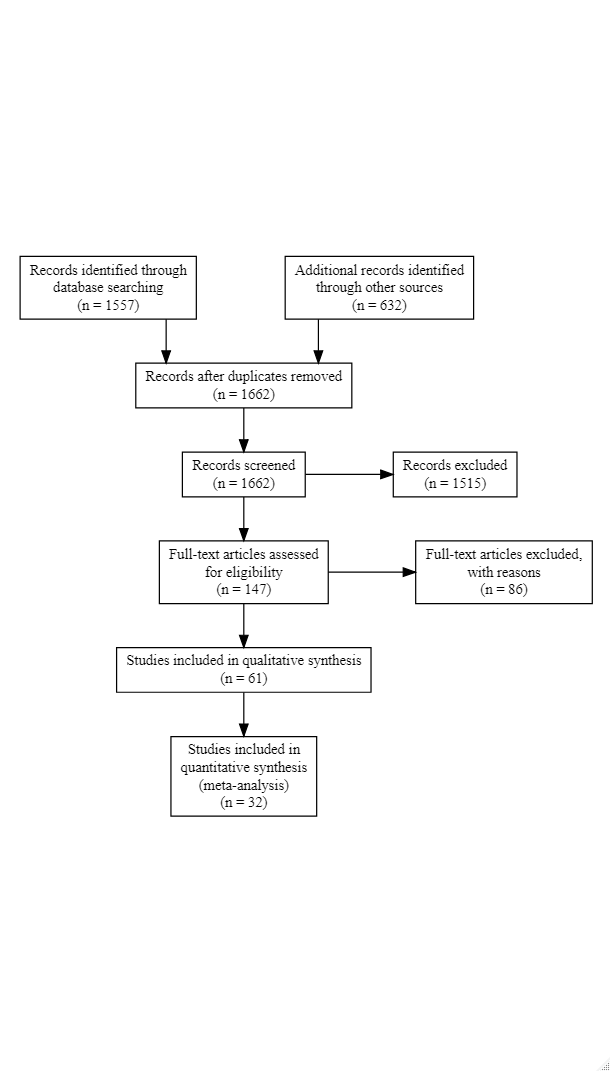 Records identified through
database searching
(n = 1557)
Additional records identified
through other sources
(n = 632)
Records after duplicates removed
(n = 1662)
Records screened
(n = 1662)
Records excluded
(n = 1515)
Full-text articles assessed
for eligibility
(n = 147)
Full-text articles excluded,
with reasons
(n = 86)
Studies included in qualitative synthesis
(n = 61)
Studies included in
quantitative synthesis
(meta-analysis)
(n = 32)